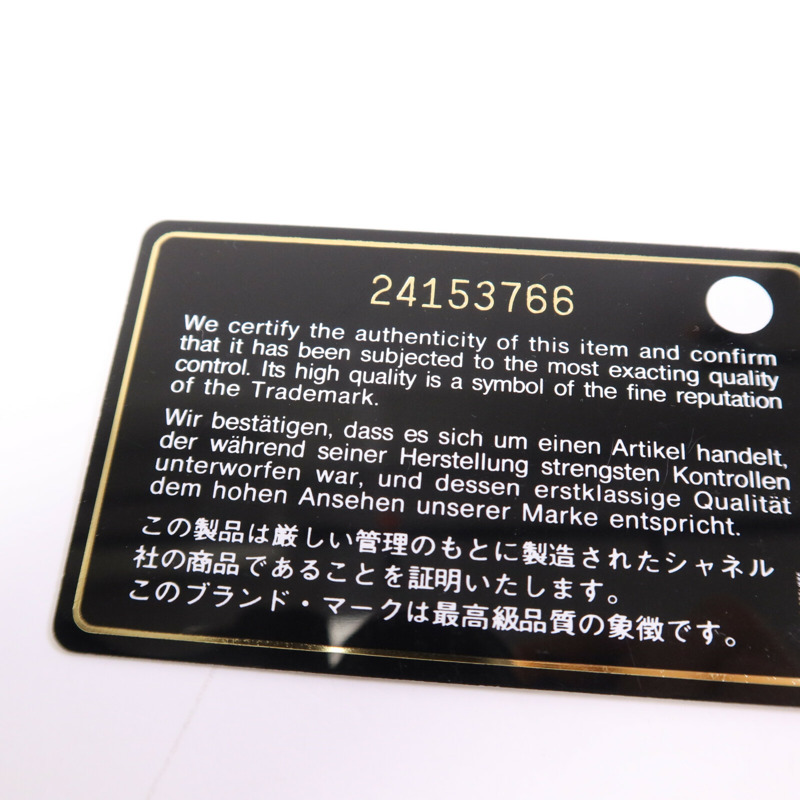 24153766
We certify the authenticity of this item and confirm
that it has been subjected to the most exacting quality
control. Its high quality is a symbol of the fine reputation
of the Trademark.
Wir bestätigen, dass es sich um einen Artikel handelt,
der während seiner Herstellung strengsten Kontrollen
unterworfen war, und dessen erstklassige Qualität
dem hohen Ansehen unserer Marke entspricht.
この製品は厳しい管理のもとに製造されたシャネル
社の商品であることを証明いたします。
このブランド・マークは最高級品質の象徴です。